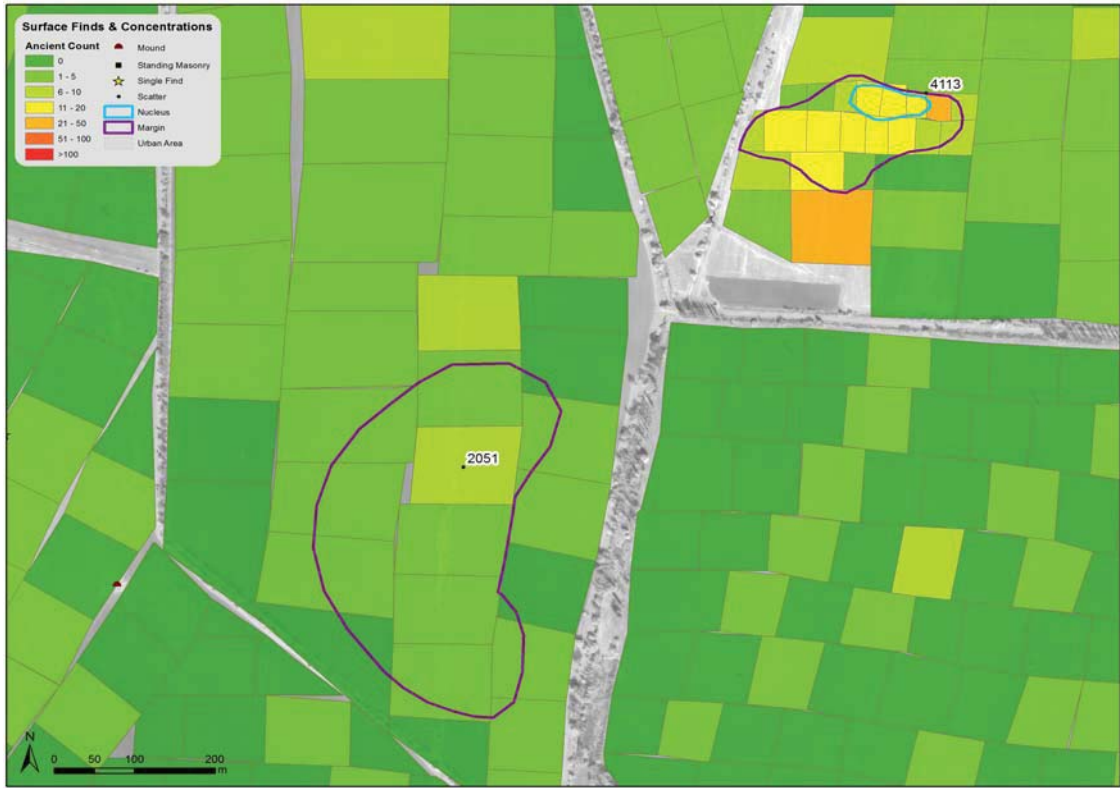 Surface Finds & Concentrations
Ancient Count
0
1 - 5
6 - 10
11 - 20
21 - 50
51 - 100
>100
Mound
Standing Masonry
Single Find
Scatter
Nucleus
Margin
Urban Area
4113
2051
N
0 50 100 200
m